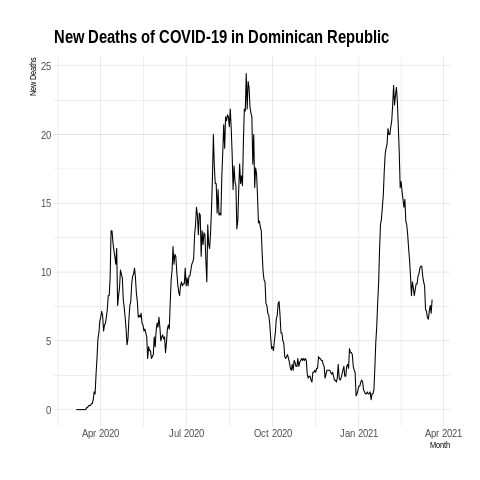 New Deaths of COVID-19 in Dominican Republic
New Deaths
25
20
15
10
5
0
Apr 2020 Jul 2020 Oct 2020 Jan 2021 Apr 2021
Month